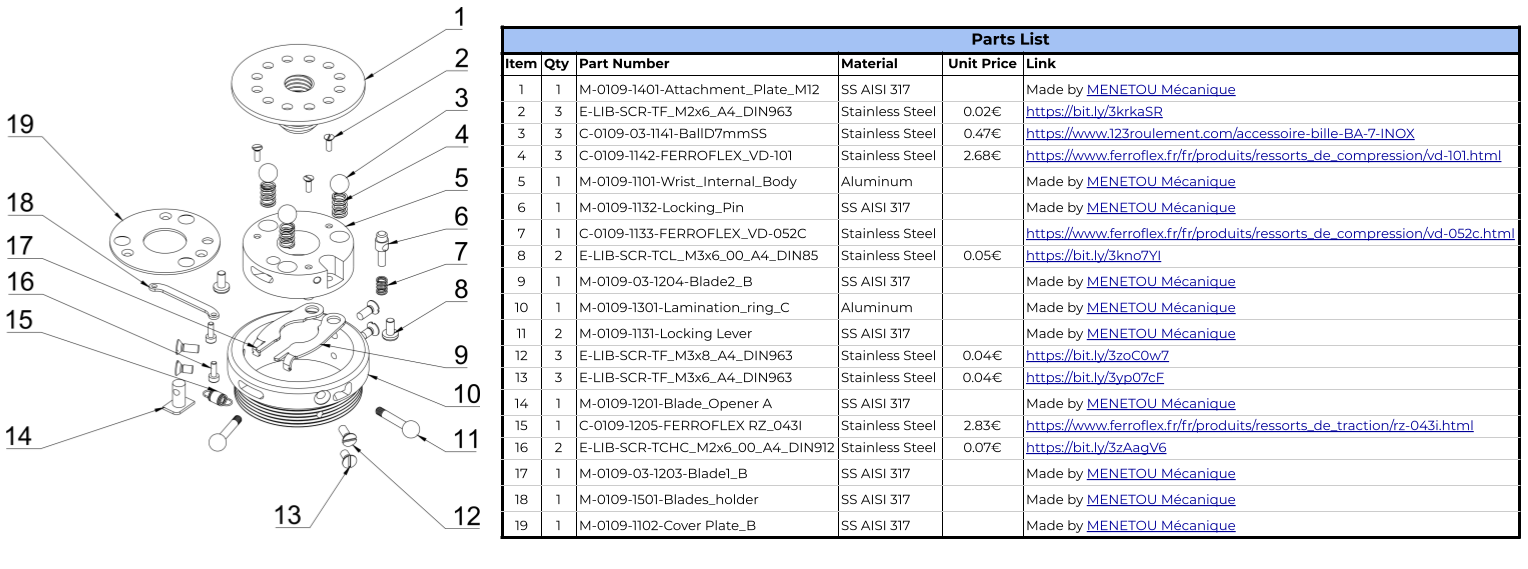 1
2
3
4
5
6
7
8
9
10
11
12
13
14
15
16
17
18
19
Parts List
Item Qty Part Number Material Unit Price Link
1 1 M-0109-1401-Attachment_Plate_M12 SS AISI 317 Made by MENETOU Mécanique
2 3 E-LIB-SCR-TF_M2x6_A4_DIN963 Stainless Steel 0.02€ https://bit.ly/3krkaSR
3 3 C-0109-03-1141-BallD7mmSS Stainless Steel 0.47€ https://www.123roulement.com/accessoire-bille-BA-7-INOX
4 3 C-0109-1142-FERROFLEX_VD-101 Stainless Steel 2.68€ https://www.ferroflex.fr/fr/produits/ressorts_de_compression/vd-101.html
5 1 M-0109-1101-Wrist_Internal_Body Aluminum Made by MENETOU Mécanique
6 1 M-0109-1132-Locking_Pin SS AISI 317 Made by MENETOU Mécanique
7 1 C-0109-1133-FERROFLEX_VD-052C Stainless Steel https://www.ferroflex.fr/fr/produits/ressorts_de_compression/vd-052c.html
8 2 E-LIB-SCR-TCL_M3x6_00_A4_DIN85 Stainless Steel 0.05€ https://bit.ly/3kno7YI
9 1 M-0109-03-1204-Blade2_B SS AISI 317 Made by MENETOU Mécanique
10 1 M-0109-1301-Lamination_ring_C Aluminum Made by MENETOU Mécanique
11 2 M-0109-1131-Locking Lever SS AISI 317 Made by MENETOU Mécanique
12 3 E-LIB-SCR-TF_M3x8_A4_DIN963 Stainless Steel 0.04€ https://bit.ly/3zoC0w7
13 3 E-LIB-SCR-TF_M3x6_A4_DIN963 Stainless Steel 0.04€ https://bit.ly/3yp07cF
14 1 M-0109-1201-Blade_Opener A SS AISI 317 Made by MENETOU Mécanique
15 1 C-0109-1205-FERROFLEX RZ_043I Stainless Steel 2.83€ https://www.ferroflex.fr/fr/produits/ressorts_de_traction/rz-043i.html
16 2 E-LIB-SCR-TCHC_M2x6_00_A4_DIN912 Stainless Steel 0.07€ https://bit.ly/3zAagV6
17 1 M-0109-03-1203-Blade1_B SS AISI 317 Made by MENETOU Mécanique
18 1 M-0109-1501-Blades_holder SS AISI 317 Made by MENETOU Mécanique
19 1 M-0109-1102-Cover Plate_B SS AISI 317 Made by MENETOU Mécanique